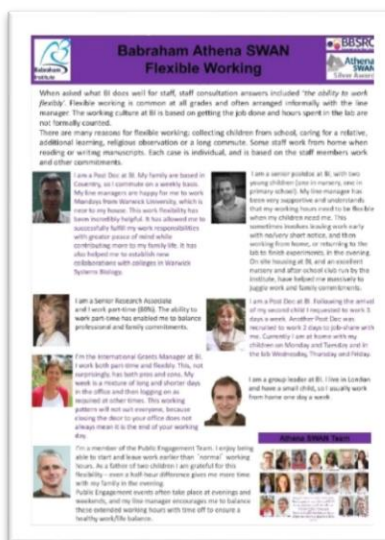 Babraham Institute
Babraham Athena SWAN
Flexible Working
BBSRC
Athena
SWAN
Silver Award
When asked what BI does well for staff, staff consultation answers included 'the ability to work
flexibly'. Flexible working is common at all grades and often arranged informally with the line
manager. The working culture at BI is based on getting the job done and hours spent in the lab are
not formally counted.
There are many reasons for flexible working: collecting children from school, caring for a relative,
additional learning, religious observation or a long commute. Some staff work from home when
reading or writing manuscripts. Each case is individual, and is based on the staff members work
and other commitments.
I am a Post Doc at BI. My family are based in
Coventry, so I commute on a weekly basis.
My line managers are happy for me to work
Mondays from Warwick University, which is
near to my house. This work flexibility has
been incredibly helpful. It has allowed me to
successfully fulfil my work responsibilities
with greater peace of mind while
contributing more to my family life. It has
also helped me to establish new
collaborations with colleges in Warwick
Systems Biology.
I am a senior postdoc at BI, with two
young children (one in nursery, one in
primary school). My line manager has
been very supportive and understands
that my working hours need to be flexible
when my children need me. This
sometimes involves leaving work early
with no/very short notice, and then
working from home, or returning to the
lab to finish experiments, in the evening.
On site housing at BI, and an excellent
nursery and after-school club run by the
institute, have helped me massively to
juggle work and family commitments.
I am a Senior Research Associate
and I work part-time (80%). The ability to
work part-time has enabled me to balance
professional and family commitments.
I am a Post Doc at BI. Following the arrival
of my second child I requested to work 3
days a week. Another Post Doc was
recruited to work 2 days to job-share with
me. Currently I am at home with my
children on Monday and Tuesday and in
the lab Wednesday, Thursday and Friday.
I'm the International Grants Manager at BI.
I work both part-time and flexibly. This, not
surprisingly, has both pros and cons. My
week is a mixture of long and shorter days
in the office and then logging on as
required at other times. This working
pattern will not suit everyone, because
closing the door to your office does not
always mean it is the end of your working
day.
I am a group leader at BI. I live in London
and have a small child, so I usually work
from home one day a week.
I'm a member of the Public Engagement Team. I enjoy being
able to start and leave work earlier than "normal" working
hours. As a father of two children I am grateful for this
flexibility - even a half-hour difference gives me more time
with my family in the evening.
Public Engagement events often take place at evenings and
weekends, and my line manager encourages me to balance
these extended working hours with time off to ensure a
healthy work/life balance.
Athena SWAN Team